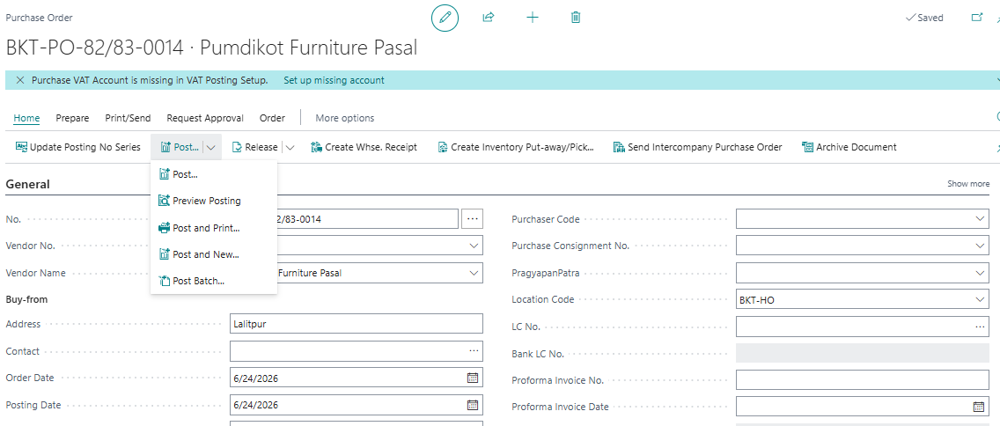 Purchase Order
Saved
BKT-PO-82/83-0014 · Pumdikot Furniture Pasal
Purchase VAT Account is missing in VAT Posting Setup. Set up missing account
Home Prepare Print/Send Request Approval Order More options
Update Posting No Series Post... Release Create Whse. Receipt Create Inventory Put-away/Pick... Send Intercompany Purchase Order Archive Document
Post...
Preview Posting
Post and Print...
Post and New...
Post Batch...
General Show more
No. 2/83-0014
Vendor No.
Vendor Name Furniture Pasal
Buy-from
Address Lalitpur
Contact
Order Date 6/24/2026
Posting Date 6/24/2026
Purchaser Code
Purchase Consignment No.
PragyapanPatra
Location Code BKT-HO
LC No.
Bank LC No.
Proforma Invoice No.
Proforma Invoice Date